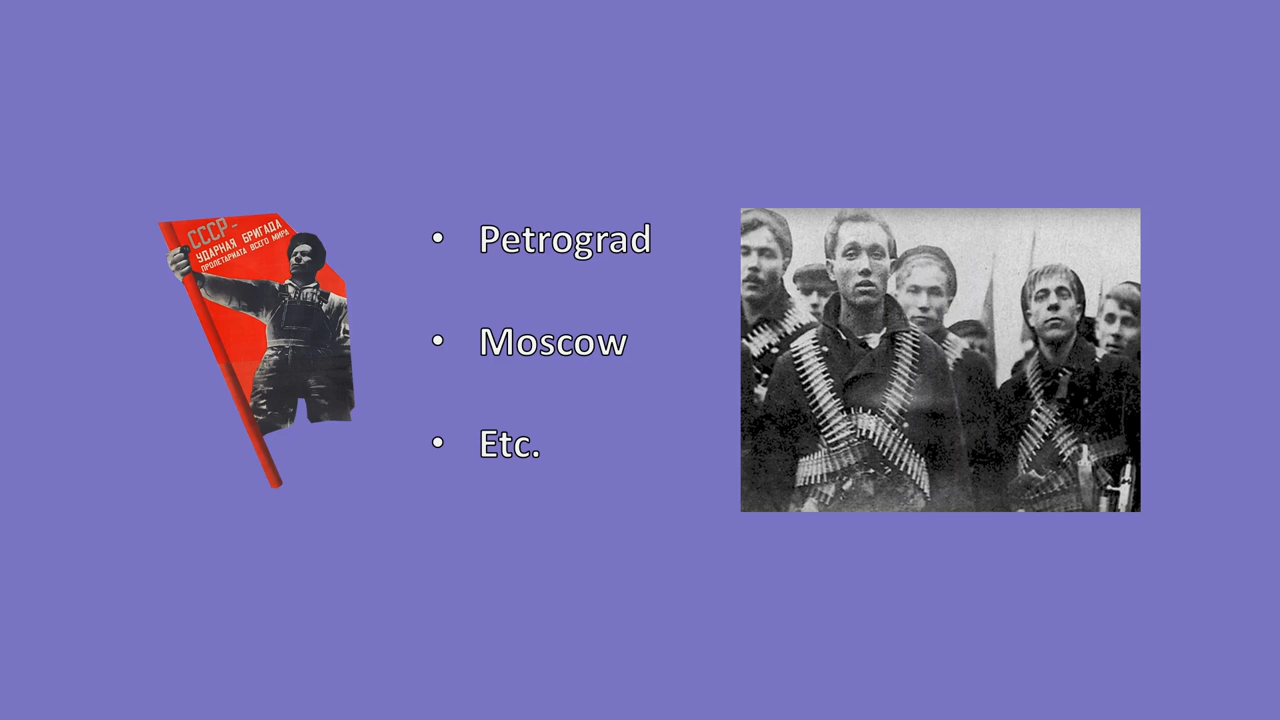 СССР-
УДАРНАЯ БРИГАДА
ПРОЛЕТАРИАТА ВСЕГО МИРА
• Petrograd
• Moscow
• Etc.